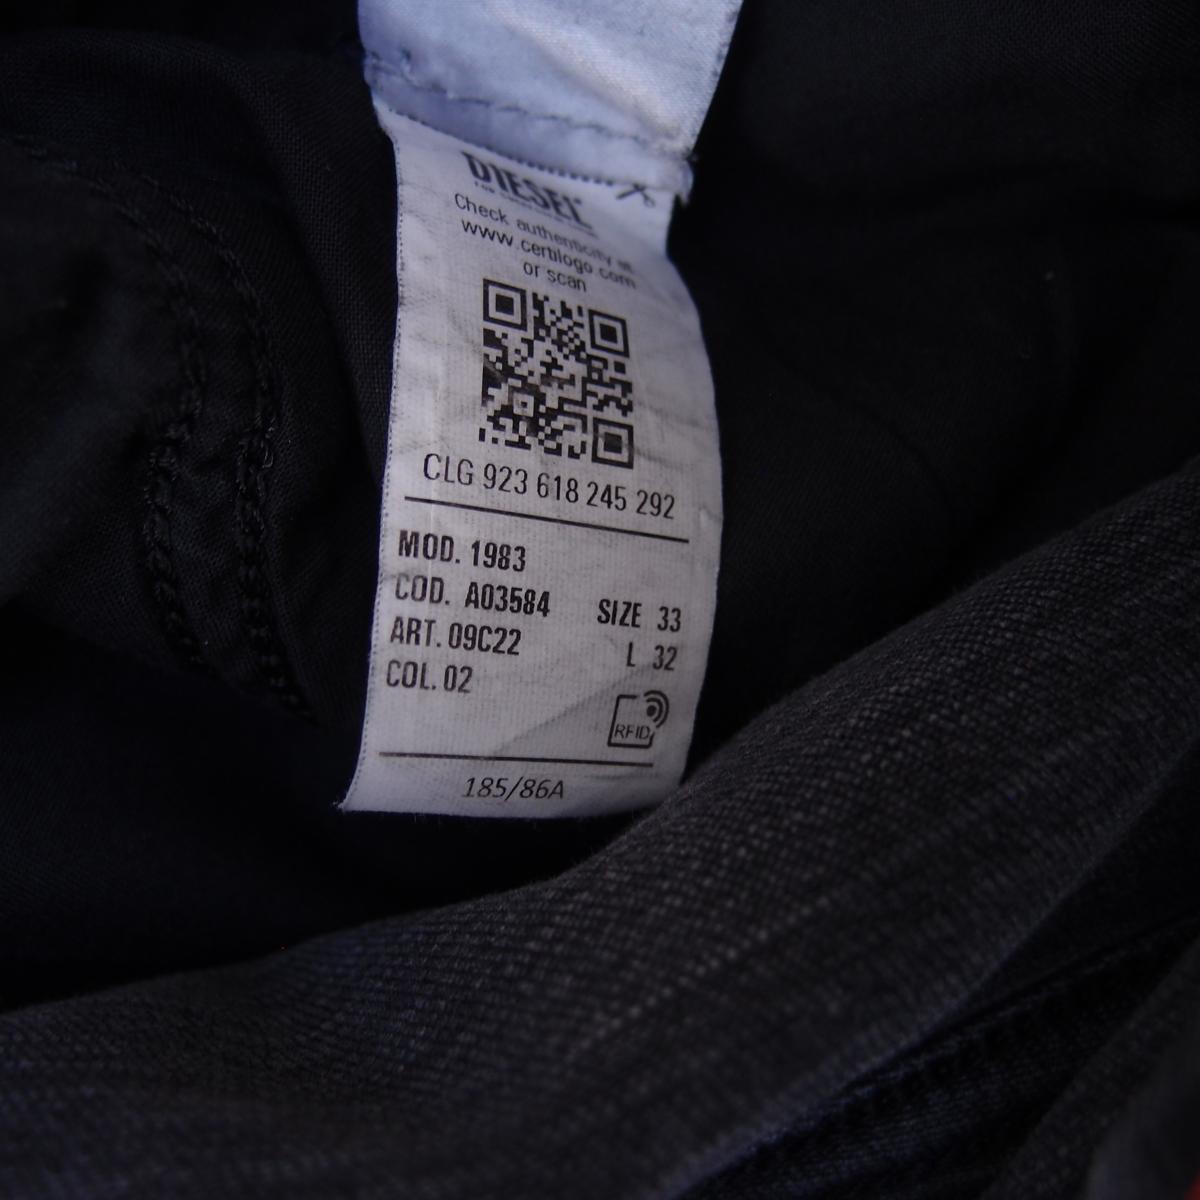 DIESEL
Check authenticity at:
www.certilogo.com
or scan
CLG 923 618 245 292
MOD. 1983
COD. A03584 SIZE 33
ART. 09C22 L 32
COL. 02
RFID
185/86A